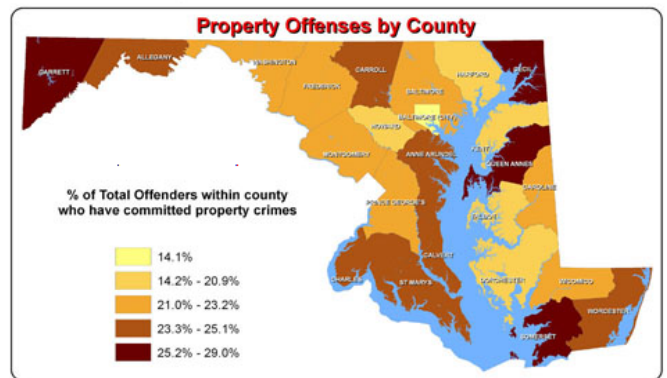 Property Offenses by County
GARRETT
ALLEGANY
WASHINGTON
FREDERICK
CARROLL
BALTIMORE
HARFORD
CECIL
BALTIMORE (CITY)
HOWARD
KENT
MONTGOMERY
ANNE ARUNDEL
QUEEN ANNES
PRINCE GEORGE'S
CAROLINE
TALBOT
CALVERT
CHARLES
ST MARYS
DORCHESTER
WICOMICO
WORCESTER
SOMERSET
% of Total Offenders within county
who have committed property crimes
14.1%
14.2% - 20.9%
21.0% - 23.2%
23.3% - 25.1%
25.2% - 29.0%